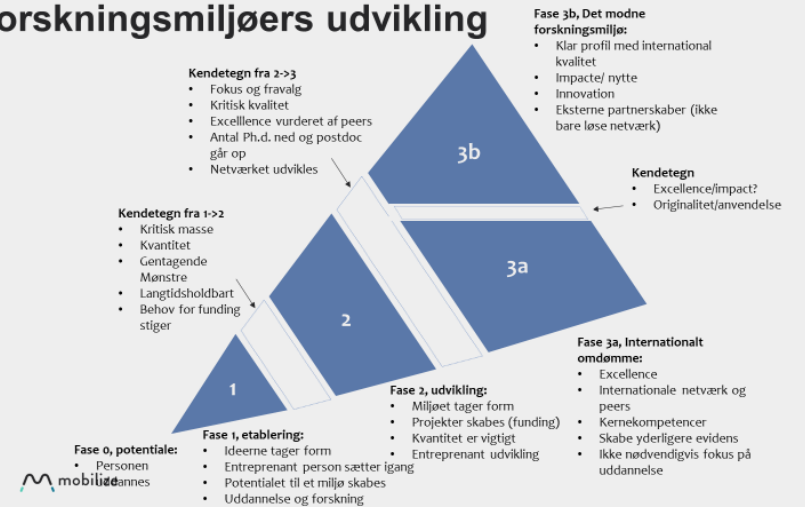 orskningsmiljøers udvikling
Fase 3b, Det modne
forskningsmiljø:
• Klar profil med international
kvalitet
• Impacte/ nytte
• Innovation
• Eksterne partnerskaber (ikke
bare løse netværk)
Kendetegn fra 2->3
• Fokus og fravalg
• Kritisk kvalitet
• Excelllence vurderet af peers
• Antal Ph.d. ned og postdoc
går op
• Netværket udvikles
3b
Kendetegn
• Excellence/impact?
• Originalitet/anvendelse
Kendetegn fra 1->2
• Kritisk masse
• Kvantitet
• Gentagende
Mønstre
• Langtidsholdbart
• Behov for funding
stiger
3a
2
1
Fase 3a, Internationalt
omdømme:
• Excellence
• Internationale netværk og
peers
• Kernekompetencer
• Skabe yderligere evidens
• Ikke nødvendigvis fokus på
uddannelse
Fase 2, udvikling:
• Miljøet tager form
• Projekter skabes (funding)
• Kvantitet er vigtigt
• Entreprenant udvikling
Fase 1, etablering:
• Ideerne tager form
• Entreprenant person sætter igang
• Potentialet til et miljø skabes
• Uddannelse og forskning
Fase 0, potentiale:
• Personen
uddannes